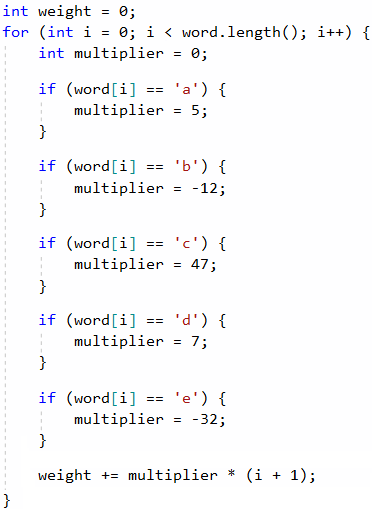 int weight = 0;
for (int i = 0; i < word.length(); i++) {
    int multiplier = 0;

    if (word[i] == 'a') {
        multiplier = 5;
    }

    if (word[i] == 'b') {
        multiplier = -12;
    }

    if (word[i] == 'c') {
        multiplier = 47;
    }

    if (word[i] == 'd') {
        multiplier = 7;
    }

    if (word[i] == 'e') {
        multiplier = -32;
    }

    weight += multiplier * (i + 1);
}